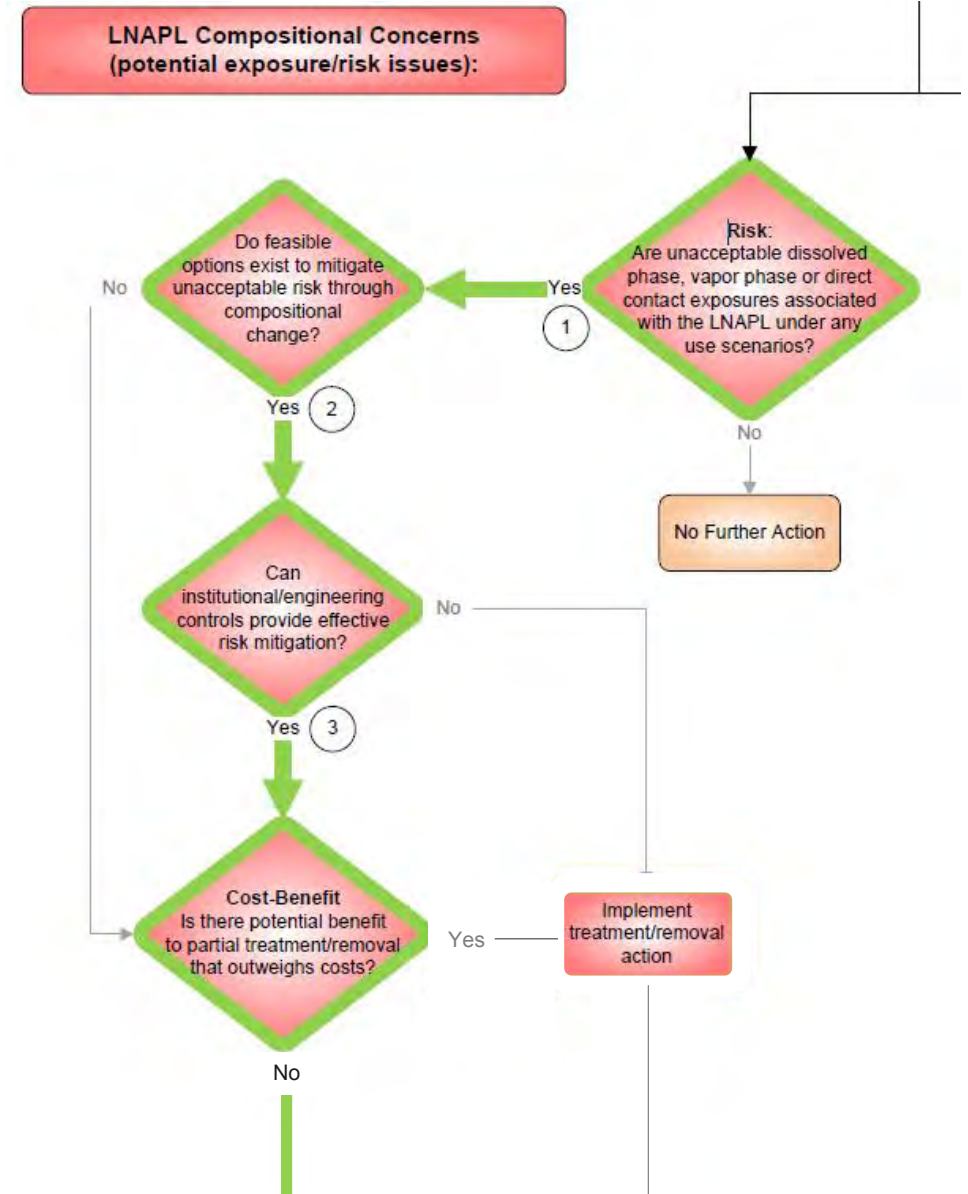 LNAPL Compositional Concerns
(potential exposure/risk issues):
Risk:
Are unacceptable dissolved
phase, vapor phase or direct
contact exposures associated
with the LNAPL under any
use scenarios?
Yes
1
No
No Further Action
Do feasible
options exist to mitigate
unacceptable risk through
compositional
change?
No
Yes
2
Can
institutional/engineering
controls provide effective
risk mitigation?
No
Yes
3
Cost-Benefit
Is there potential benefit
to partial treatment/removal
that outweighs costs?
Yes
Implement
treatment/removal
action
No